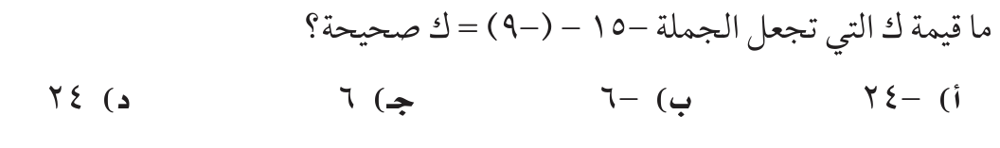 ما قيمة ك التي تجعل الجملة −١٥ − (−٩) = ك صحيحة؟
أ) −٢٤ ب) −٦ جـ) ٦ د) ٢٤